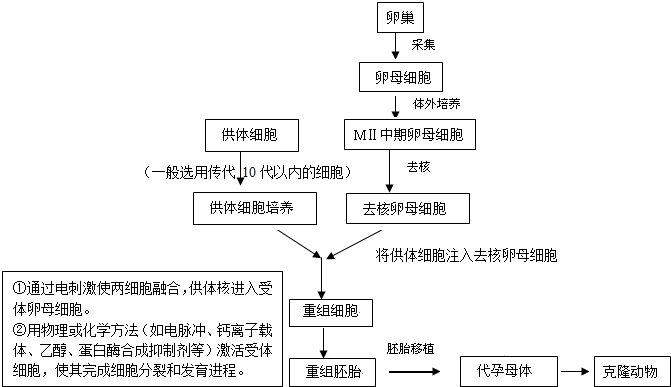 卵巢
采集
卵母细胞
体外培养
供体细胞
MⅡ中期卵母细胞
(一般选用传代 10代以内的细胞)
去核
供体细胞培养
去核卵母细胞
将供体细胞注入去核卵母细胞
①通过电刺激使两细胞融合,供体核进入受
体卵母细胞。
②用物理或化学方法(如电脉冲、钙离子载
体、乙醇、蛋白酶合成抑制剂等)激活受体
细胞,使其完成细胞分裂和发育进程。
重组细胞
重组胚胎
胚胎移植
代孕母体
克隆动物